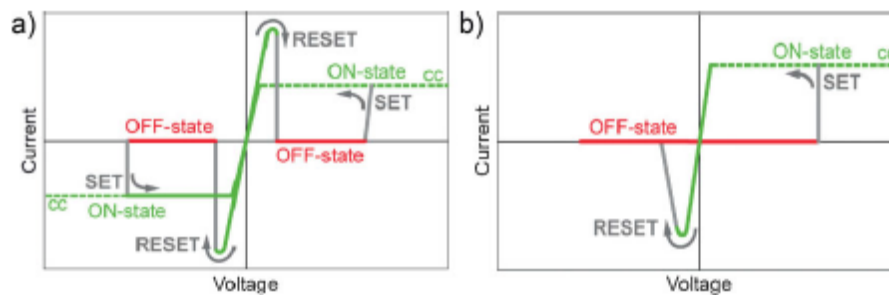 a)
RESET
ON-state
cc
SET
OFF-state
OFF-state
Current
SET
cc
ON-state
RESET
Voltage
b)
ON-state
cc
SET
OFF-state
Current
RESET
Voltage